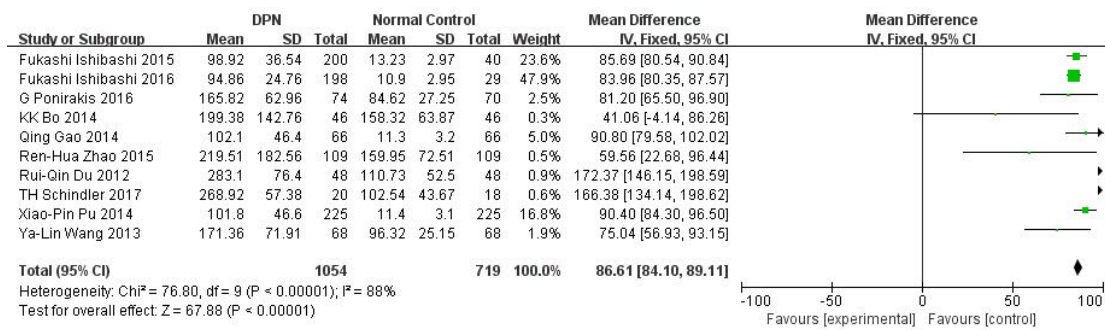 DPN Normal Control Mean Difference Mean Difference
Study or Subgroup Mean SD Total Mean SD Total Weight IV, Fixed, 95% CI IV, Fixed, 95% CI
Fukashi Ishibashi 2015 98.92 36.54 200 13.23 2.97 40 23.6% 85.69 [80.54, 90.84]
Fukashi Ishibashi 2016 94.86 24.76 198 10.9 2.95 29 47.9% 83.96 [80.35, 87.57]
G Ponirakis 2016 165.82 62.96 74 84.62 27.25 70 2.5% 81.20 [65.50, 96.90]
KK Bo 2014 199.38 142.76 46 158.32 63.87 46 0.3% 41.06 [-4.14, 86.26]
Qing Gao 2014 102.1 46.4 66 11.3 3.2 66 5.0% 90.80 [79.58, 102.02]
Ren-Hua Zhao 2015 219.51 182.56 109 159.95 72.51 109 0.5% 59.56 [22.68, 96.44]
Rui-Qin Du 2012 283.1 76.4 48 110.73 52.5 48 0.9% 172.37 [146.15, 198.59]
TH Schindler 2017 268.92 57.38 20 102.54 43.67 18 0.6% 166.38 [134.14, 198.62]
Xiao-Pin Pu 2014 101.8 46.6 225 11.4 3.1 225 16.8% 90.40 [84.30, 96.50]
Ya-Lin Wang 2013 171.36 71.91 68 96.32 25.15 68 1.9% 75.04 [56.93, 93.15]
Total (95% CI) 1054 719 100.0% 86.61 [84.10, 89.11]
Heterogeneity: Chi² = 76.80, df = 9 (P < 0.00001); I² = 88%
Test for overall effect: Z = 67.88 (P < 0.00001)
-100 -50 0 50 100
Favours [experimental] Favours [control]